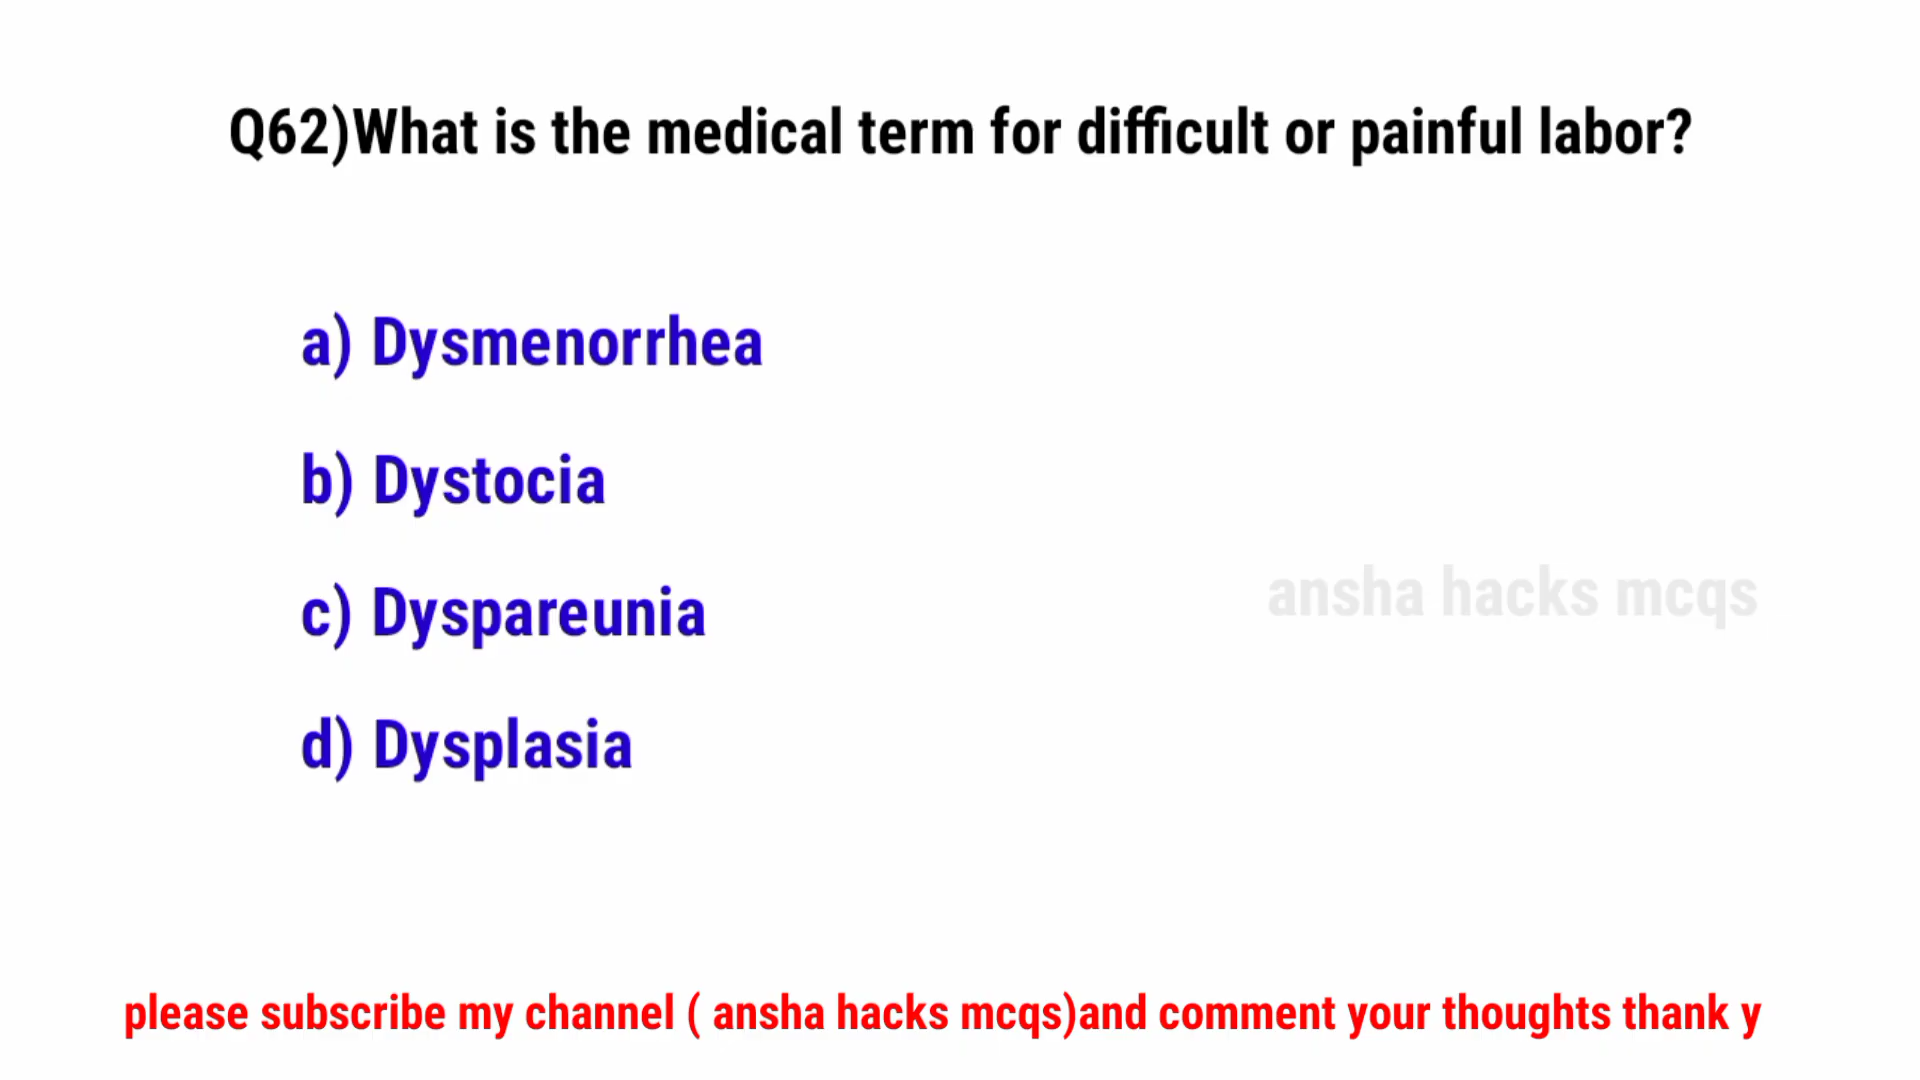 Q62)What is the medical term for difficult or painful labor?
a) Dysmenorrhea
b) Dystocia
c) Dyspareunia
ansha hacks mcqs
d) Dysplasia
please subscribe my channel ( ansha hacks mcqs)and comment your thoughts thank y